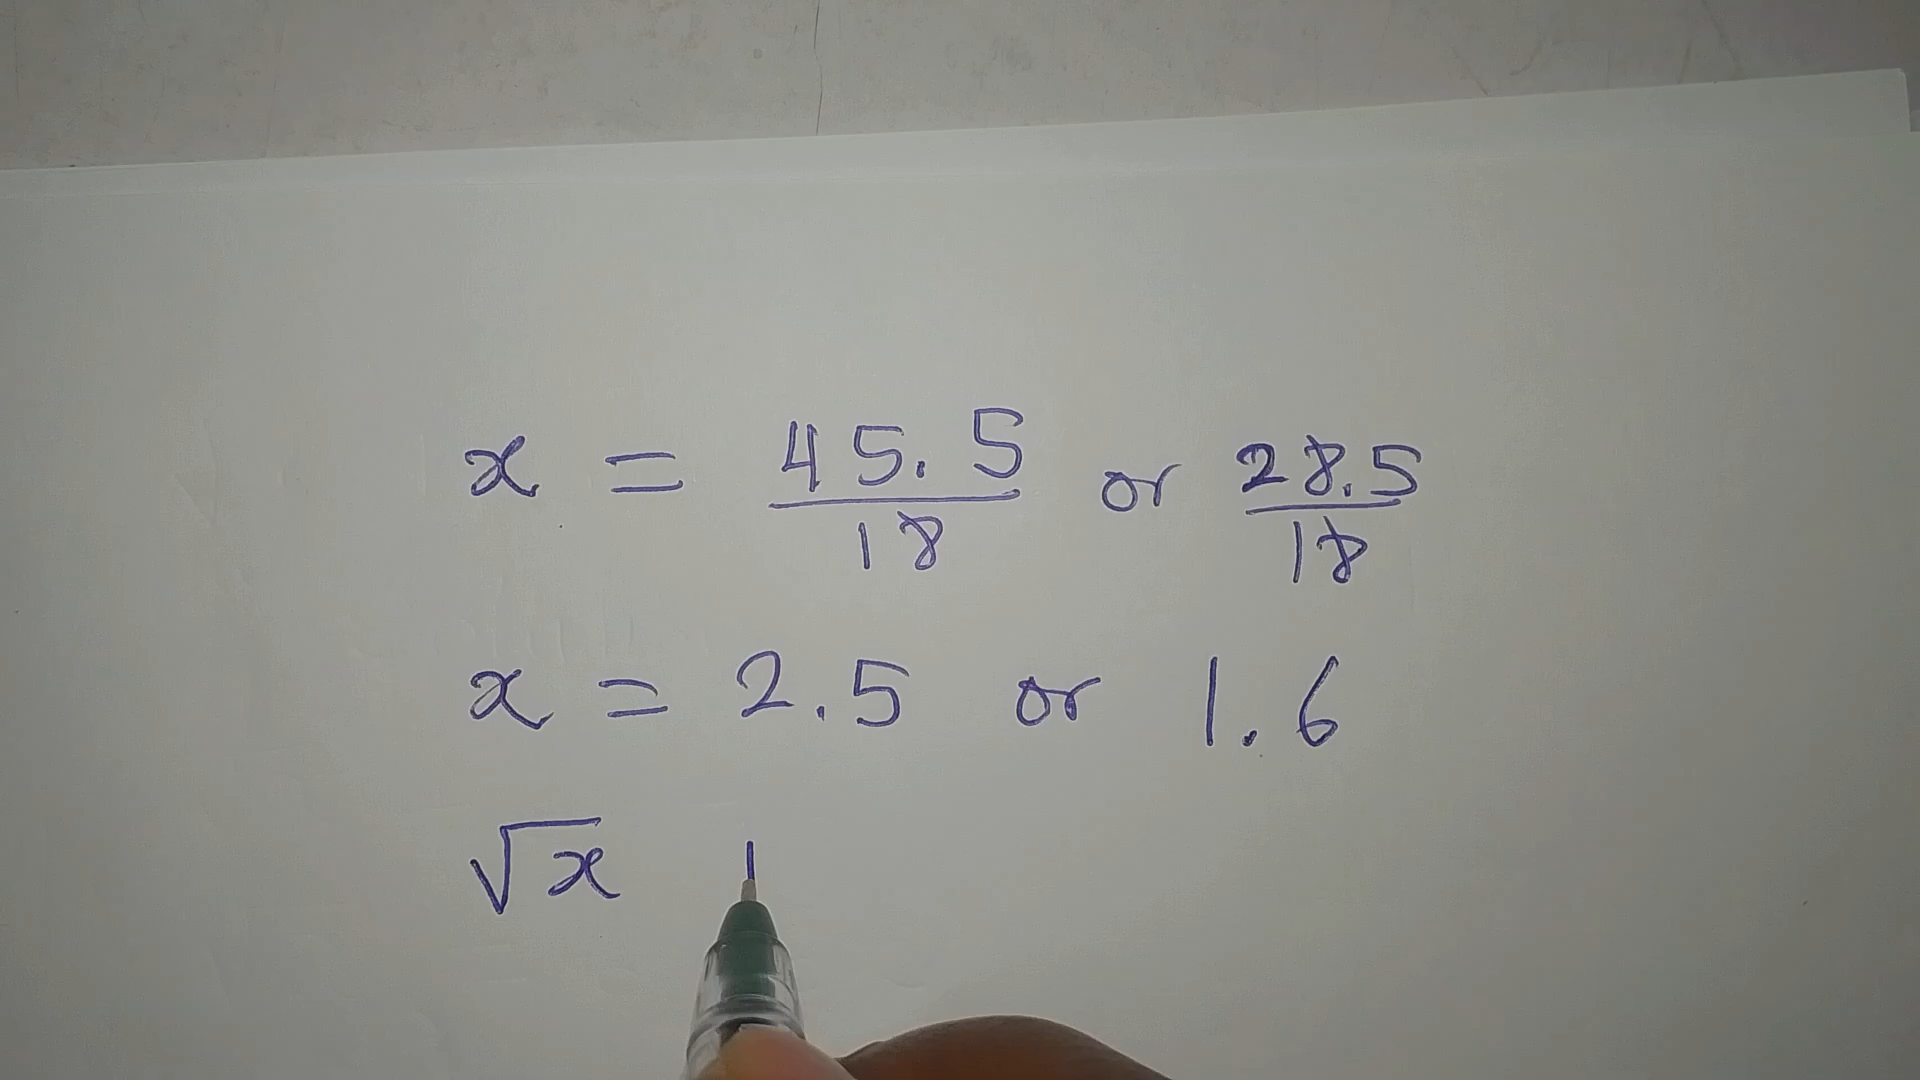 x = 45.5/18 or 28.5/18
x = 2.5 or 1.6
√x